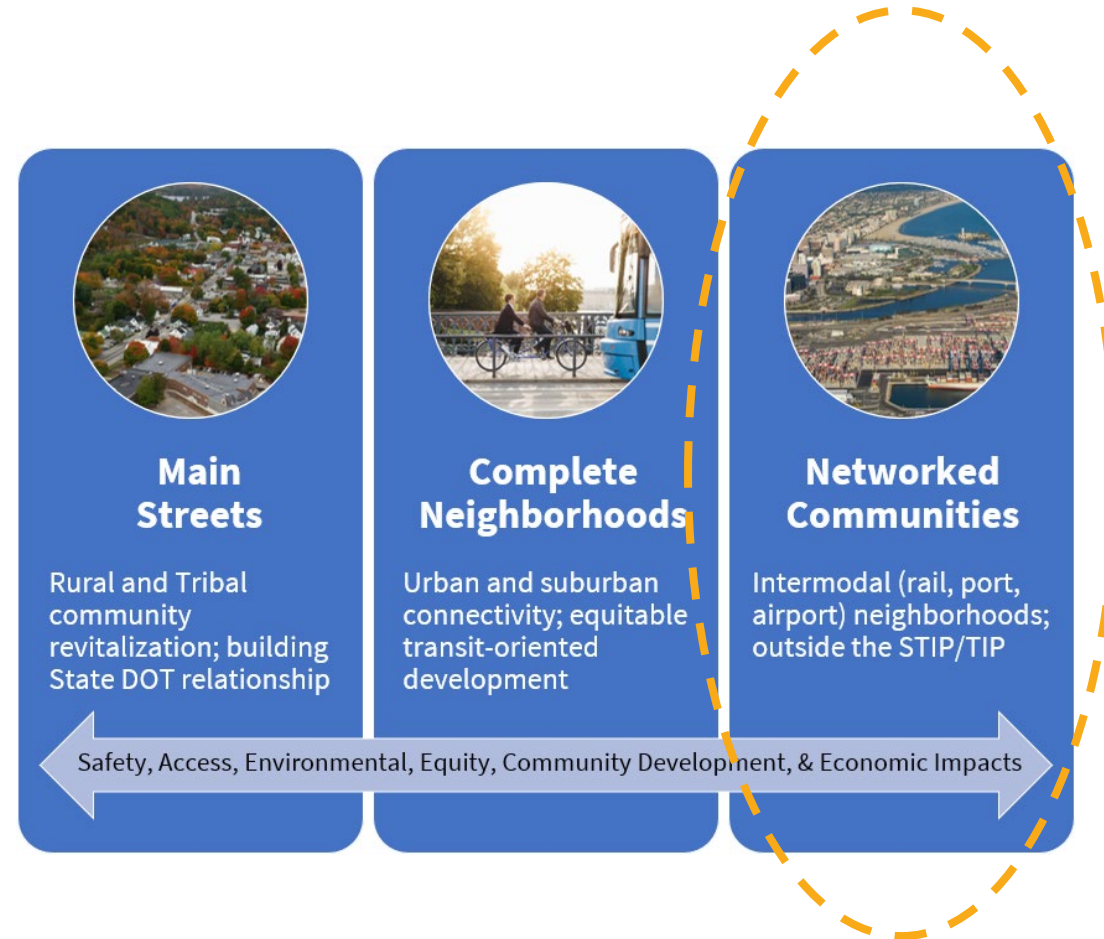 Main
Streets
Rural and Tribal
community
revitalization; building
State DOT relationship
Complete
Neighborhoods
Urban and suburban
connectivity; equitable
transit-oriented
development
Networked
Communities
Intermodal (rail, port,
airport) neighborhoods;
outside the STIP/TIP
Safety, Access, Environmental, Equity, Community Development, & Economic Impacts